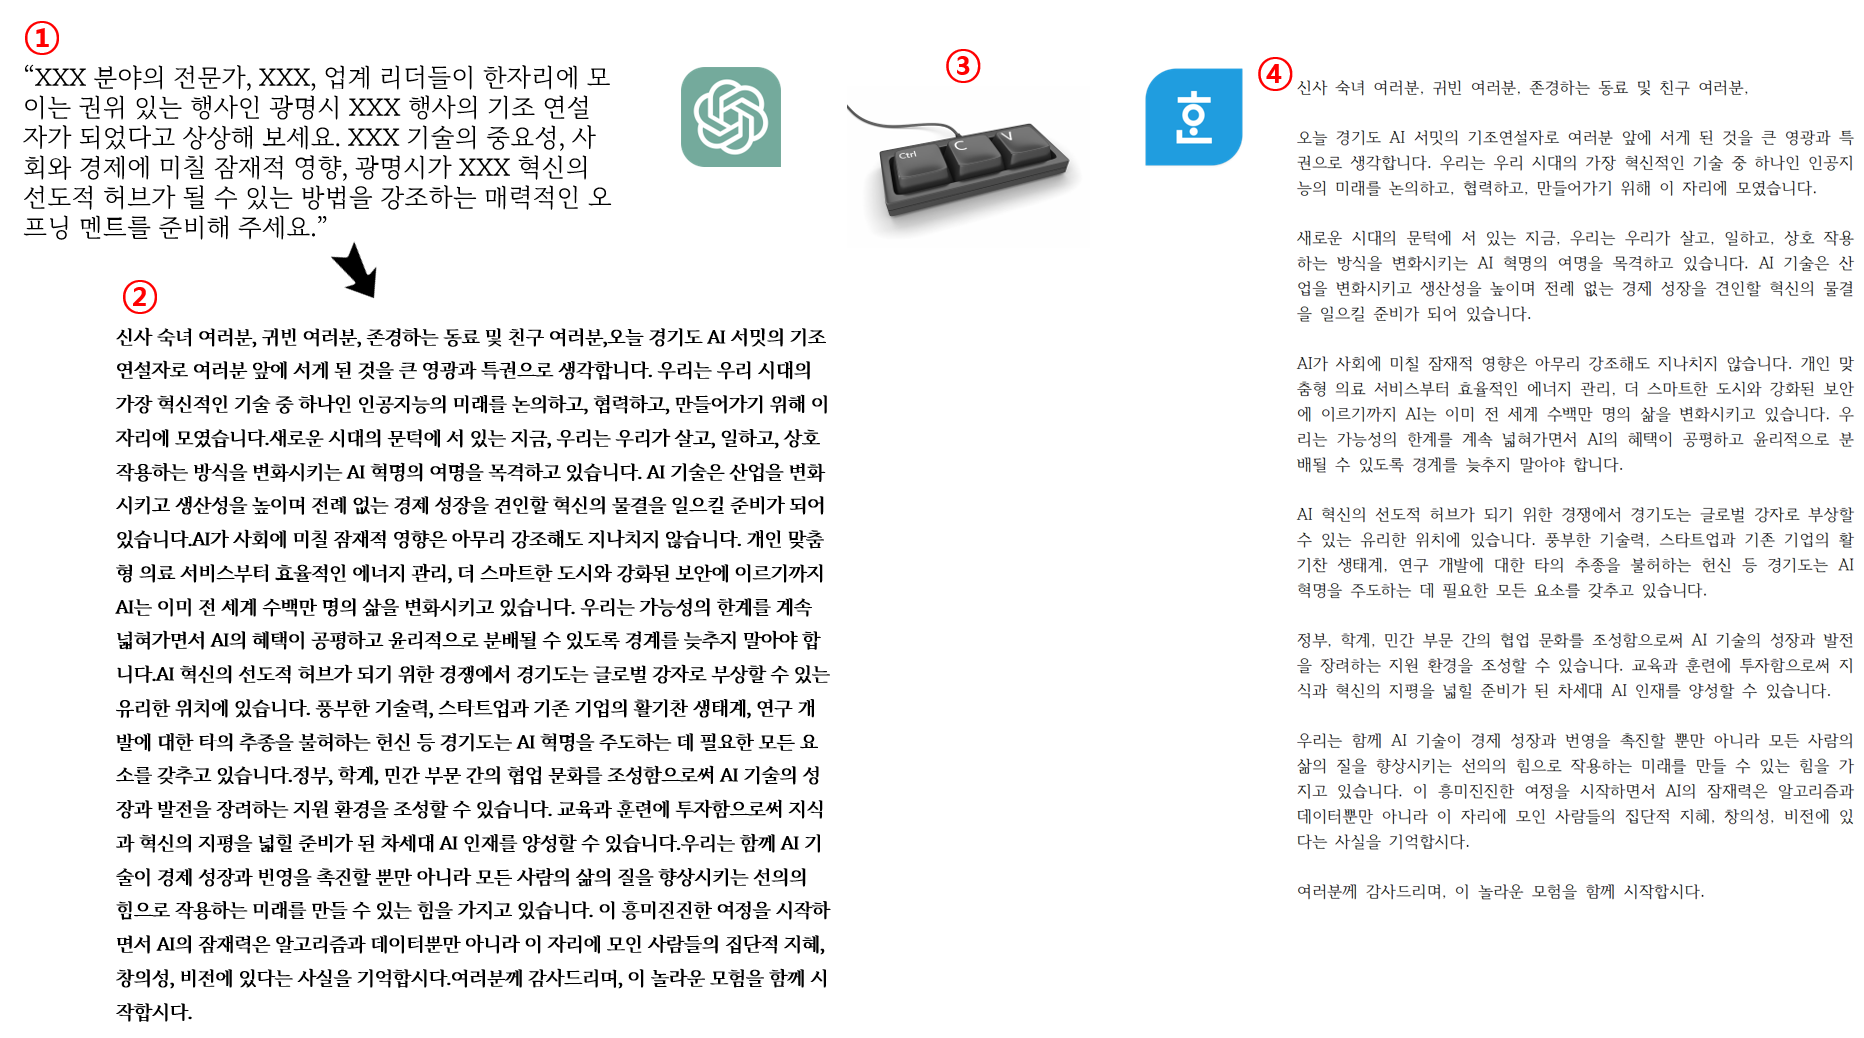 ①
“XXX 분야의 전문가, XXX, 업계 리더들이 한자리에 모
이는 권위 있는 행사인 광명시 XXX 행사의 기조 연설
자가 되었다고 상상해 보세요. XXX 기술의 중요성, 사
회와 경제에 미칠 잠재적 영향, 광명시가 XXX 혁신의
선도적 허브가 될 수 있는 방법을 강조하는 매력적인 오
프닝 멘트를 준비해 주세요.”
②
신사 숙녀 여러분, 귀빈 여러분, 존경하는 동료 및 친구 여러분,오늘 경기도 AI 서밋의 기조
연설자로 여러분 앞에 서게 된 것을 큰 영광과 특권으로 생각합니다. 우리는 우리 시대의
가장 혁신적인 기술 중 하나인 인공지능의 미래를 논의하고, 협력하고, 만들어가기 위해 이
자리에 모였습니다.새로운 시대의 문턱에 서 있는 지금, 우리는 우리가 살고, 일하고, 상호
작용하는 방식을 변화시키는 AI 혁명의 여명을 목격하고 있습니다. AI 기술은 산업을 변화
시키고 생산성을 높이며 전례 없는 경제 성장을 견인할 혁신의 물결을 일으킬 준비가 되어
있습니다.AI가 사회에 미칠 잠재적 영향은 아무리 강조해도 지나치지 않습니다. 개인 맞춤
형 의료 서비스부터 효율적인 에너지 관리, 더 스마트한 도시와 강화된 보안에 이르기까지
AI는 이미 전 세계 수백만 명의 삶을 변화시키고 있습니다. 우리는 가능성의 한계를 계속
넓혀가면서 AI의 혜택이 공평하고 윤리적으로 분배될 수 있도록 경계를 늦추지 말아야 합
니다.AI 혁신의 선도적 허브가 되기 위한 경쟁에서 경기도는 글로벌 강자로 부상할 수 있는
유리한 위치에 있습니다. 풍부한 기술력, 스타트업과 기존 기업의 활기찬 생태계, 연구 개
발에 대한 타의 추종을 불허하는 헌신 등 경기도는 AI 혁명을 주도하는 데 필요한 모든 요
소를 갖추고 있습니다.정부, 학계, 민간 부문 간의 협업 문화를 조성함으로써 AI 기술의 성
장과 발전을 장려하는 지원 환경을 조성할 수 있습니다. 교육과 훈련에 투자함으로써 지식
과 혁신의 지평을 넓힐 준비가 된 차세대 AI 인재를 양성할 수 있습니다.우리는 함께 AI 기
술이 경제 성장과 번영을 촉진할 뿐만 아니라 모든 사람의 삶의 질을 향상시키는 선의의
힘으로 작용하는 미래를 만들 수 있는 힘을 가지고 있습니다. 이 흥미진진한 여정을 시작하
면서 AI의 잠재력은 알고리즘과 데이터뿐만 아니라 이 자리에 모인 사람들의 집단적 지혜,
창의성, 비전에 있다는 사실을 기억합시다.여러분께 감사드리며, 이 놀라운 모험을 함께 시
작합시다.
③
Ctrl
C
V
한
④
신사 숙녀 여러분, 귀빈 여러분, 존경하는 동료 및 친구 여러분,
오늘 경기도 AI 서밋의 기조연설자로 여러분 앞에 서게 된 것을 큰 영광과 특
권으로 생각합니다. 우리는 우리 시대의 가장 혁신적인 기술 중 하나인 인공지
능의 미래를 논의하고, 협력하고, 만들어가기 위해 이 자리에 모였습니다.
새로운 시대의 문턱에 서 있는 지금, 우리는 우리가 살고, 일하고, 상호 작용
하는 방식을 변화시키는 AI 혁명의 여명을 목격하고 있습니다. AI 기술은 산
업을 변화시키고 생산성을 높이며 전례 없는 경제 성장을 견인할 혁신의 물결
을 일으킬 준비가 되어 있습니다.
AI가 사회에 미칠 잠재적 영향은 아무리 강조해도 지나치지 않습니다. 개인 맞
춤형 의료 서비스부터 효율적인 에너지 관리, 더 스마트한 도시와 강화된 보안
에 이르기까지 AI는 이미 전 세계 수백만 명의 삶을 변화시키고 있습니다. 우
리는 가능성의 한계를 계속 넓혀가면서 AI의 혜택이 공평하고 윤리적으로 분
배될 수 있도록 경계를 늦추지 말아야 합니다.
AI 혁신의 선도적 허브가 되기 위한 경쟁에서 경기도는 글로벌 강자로 부상할
수 있는 유리한 위치에 있습니다. 풍부한 기술력, 스타트업과 기존 기업의 활
기찬 생태계, 연구 개발에 대한 타의 추종을 불허하는 헌신 등 경기도는 AI
혁명을 주도하는 데 필요한 모든 요소를 갖추고 있습니다.
정부, 학계, 민간 부문 간의 협업 문화를 조성함으로써 AI 기술의 성장과 발전
을 장려하는 지원 환경을 조성할 수 있습니다. 교육과 훈련에 투자함으로써 지
식과 혁신의 지평을 넓힐 준비가 된 차세대 AI 인재를 양성할 수 있습니다.
우리는 함께 AI 기술이 경제 성장과 번영을 촉진할 뿐만 아니라 모든 사람의
삶의 질을 향상시키는 선의의 힘으로 작용하는 미래를 만들 수 있는 힘을 가
지고 있습니다. 이 흥미진진한 여정을 시작하면서 AI의 잠재력은 알고리즘과
데이터뿐만 아니라 이 자리에 모인 사람들의 집단적 지혜, 창의성, 비전에 있
다는 사실을 기억합시다.
여러분께 감사드리며, 이 놀라운 모험을 함께 시작합시다.